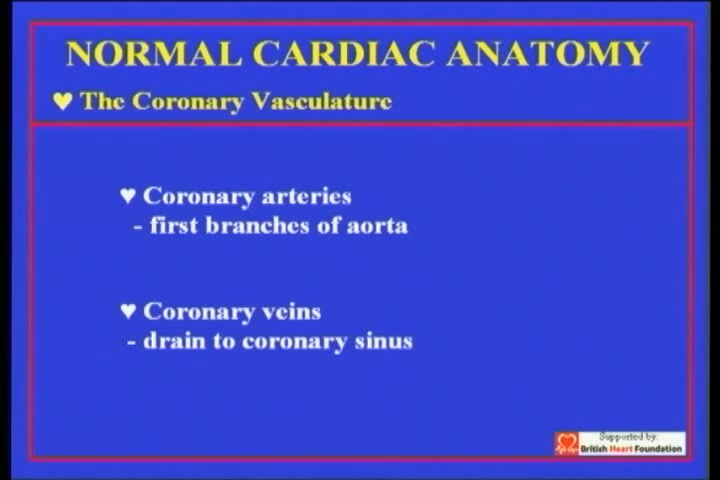 NORMAL CARDIAC ANATOMY
♥ The Coronary Vasculature
♥ Coronary arteries
- first branches of aorta
♥ Coronary veins
- drain to coronary sinus
Supported by:
British Heart Foundation